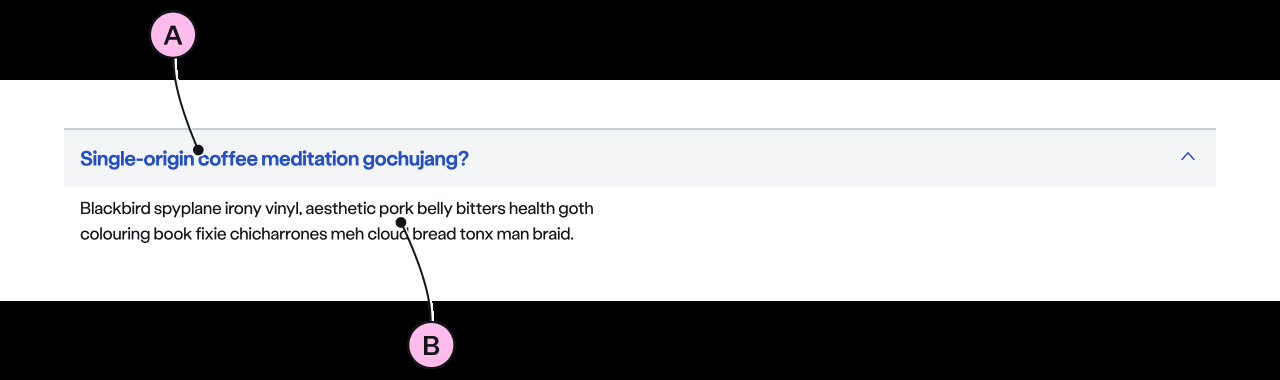 A
Single-origin coffee meditation gochujang?
Blackbird spyplane irony vinyl, aesthetic pork belly bitters health goth
colouring book fixie chicharrones meh cloud bread tonx man braid.
B